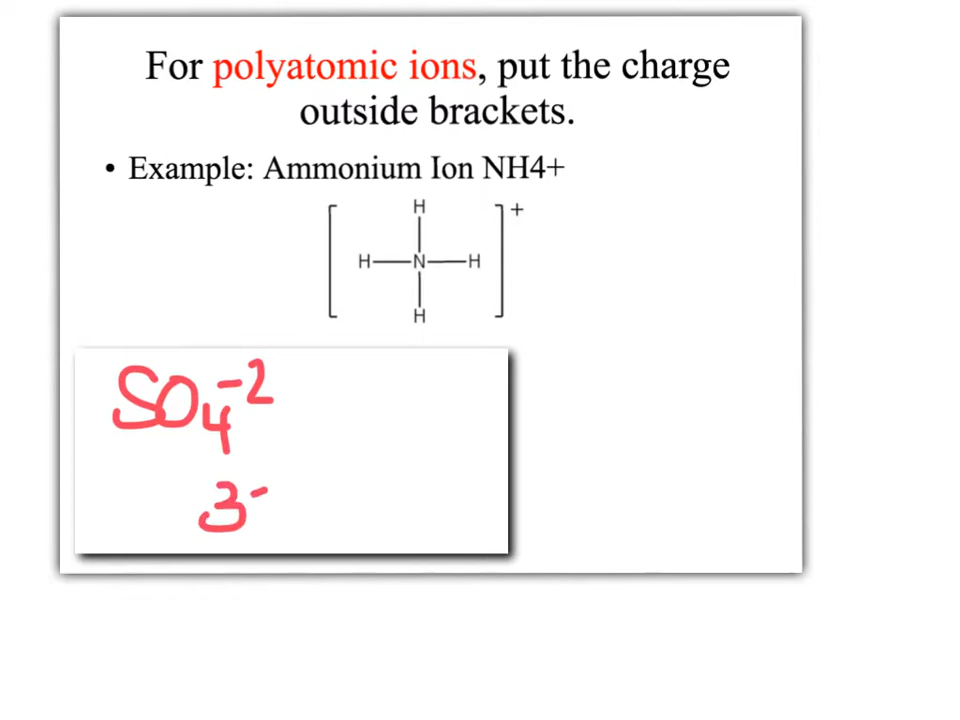 For polyatomic ions, put the charge
outside brackets.
• Example: Ammonium Ion NH4+
H
+
H N H
H
SO₄⁻²
3-